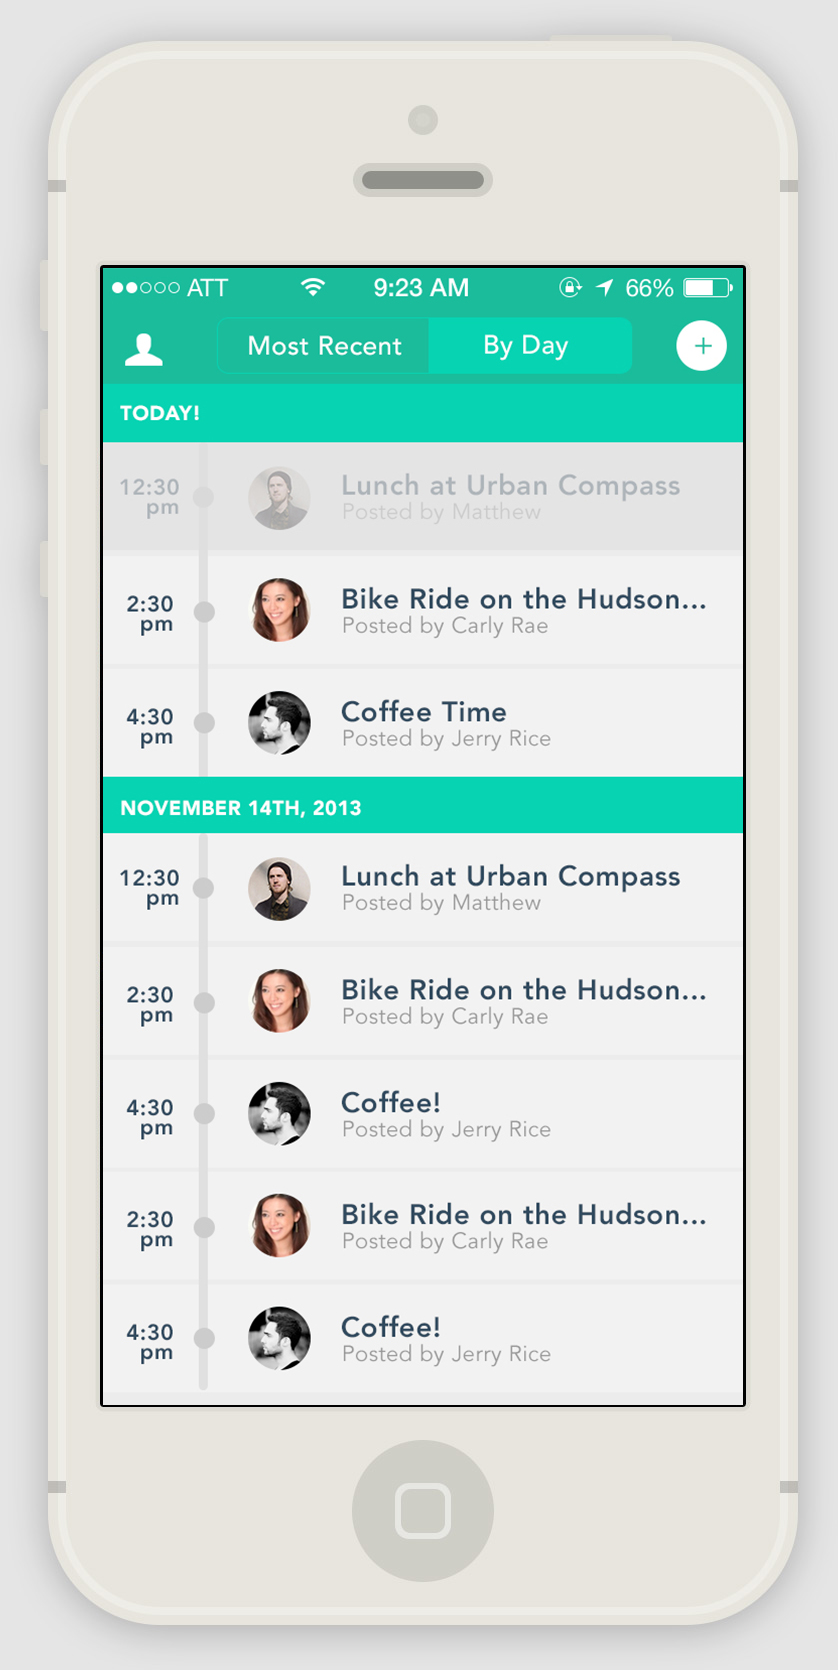 ATT 9:23 AM 66%
Most Recent By Day +
TODAY!
12:30 pm
Lunch at Urban Compass
Posted by Matthew
2:30 pm
Bike Ride on the Hudson...
Posted by Carly Rae
4:30 pm
Coffee Time
Posted by Jerry Rice
NOVEMBER 14TH, 2013
12:30 pm
Lunch at Urban Compass
Posted by Matthew
2:30 pm
Bike Ride on the Hudson...
Posted by Carly Rae
4:30 pm
Coffee!
Posted by Jerry Rice
2:30 pm
Bike Ride on the Hudson...
Posted by Carly Rae
4:30 pm
Coffee!
Posted by Jerry Rice